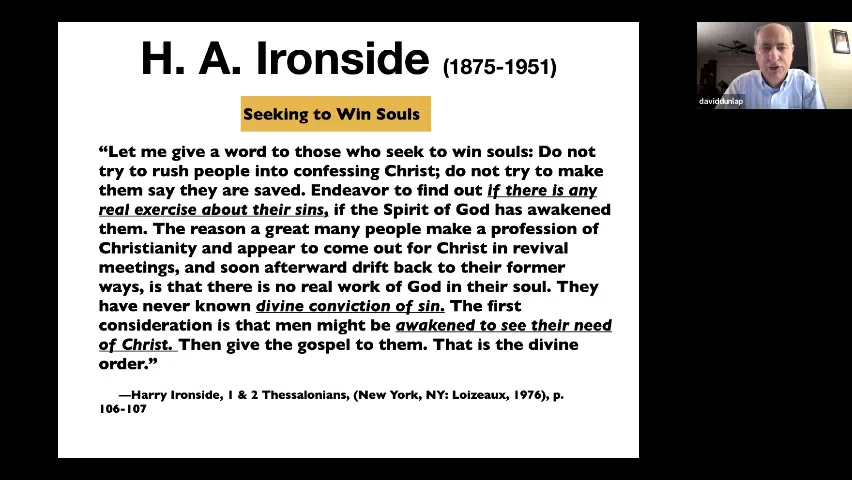 H. A. Ironside (1875-1951)
Seeking to Win Souls
“Let me give a word to those who seek to win souls: Do not
try to rush people into confessing Christ; do not try to make
them say they are saved. Endeavor to find out if there is any
real exercise about their sins, if the Spirit of God has awakened
them. The reason a great many people make a profession of
Christianity and appear to come out for Christ in revival
meetings, and soon afterward drift back to their former
ways, is that there is no real work of God in their soul. They
have never known divine conviction of sin. The first
consideration is that men might be awakened to see their need
of Christ. Then give the gospel to them. That is the divine
order.”
—Harry Ironside, 1 & 2 Thessalonians, (New York, NY: Loizeaux, 1976), p.
106-107
daviddunlap